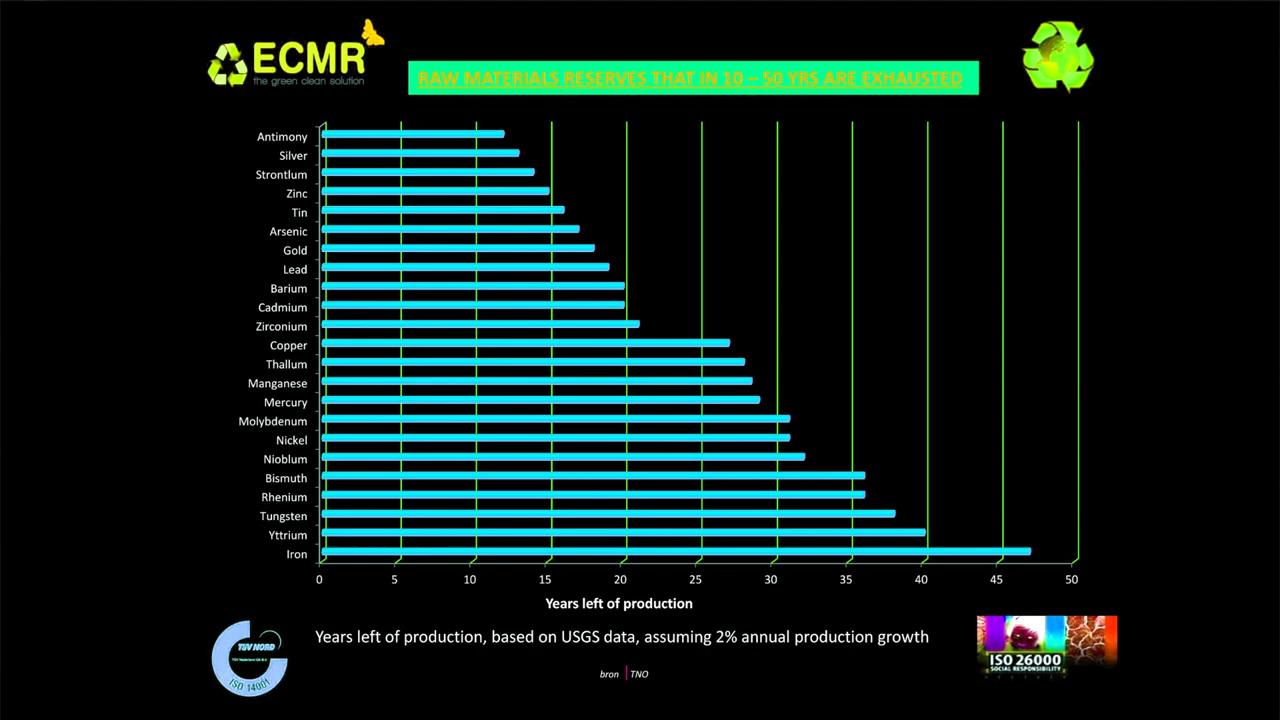 ECMR
the green clean solution
RAW MATERIALS RESERVES THAT IN 10 – 50 YRS ARE EXHAUSTED
Antimony
Silver
Strontlum
Zinc
Tin
Arsenic
Gold
Lead
Barium
Cadmium
Zirconium
Copper
Thallum
Manganese
Mercury
Molybdenum
Nickel
Nioblum
Bismuth
Rhenium
Tungsten
Yttrium
Iron
0 5 10 15 20 25 30 35 40 45 50
Years left of production
Years left of production, based on USGS data, assuming 2% annual production growth
bron TNO
TÜV NORD
ISO 14001
ISO 26000
SOCIAL RESPONSIBILITY